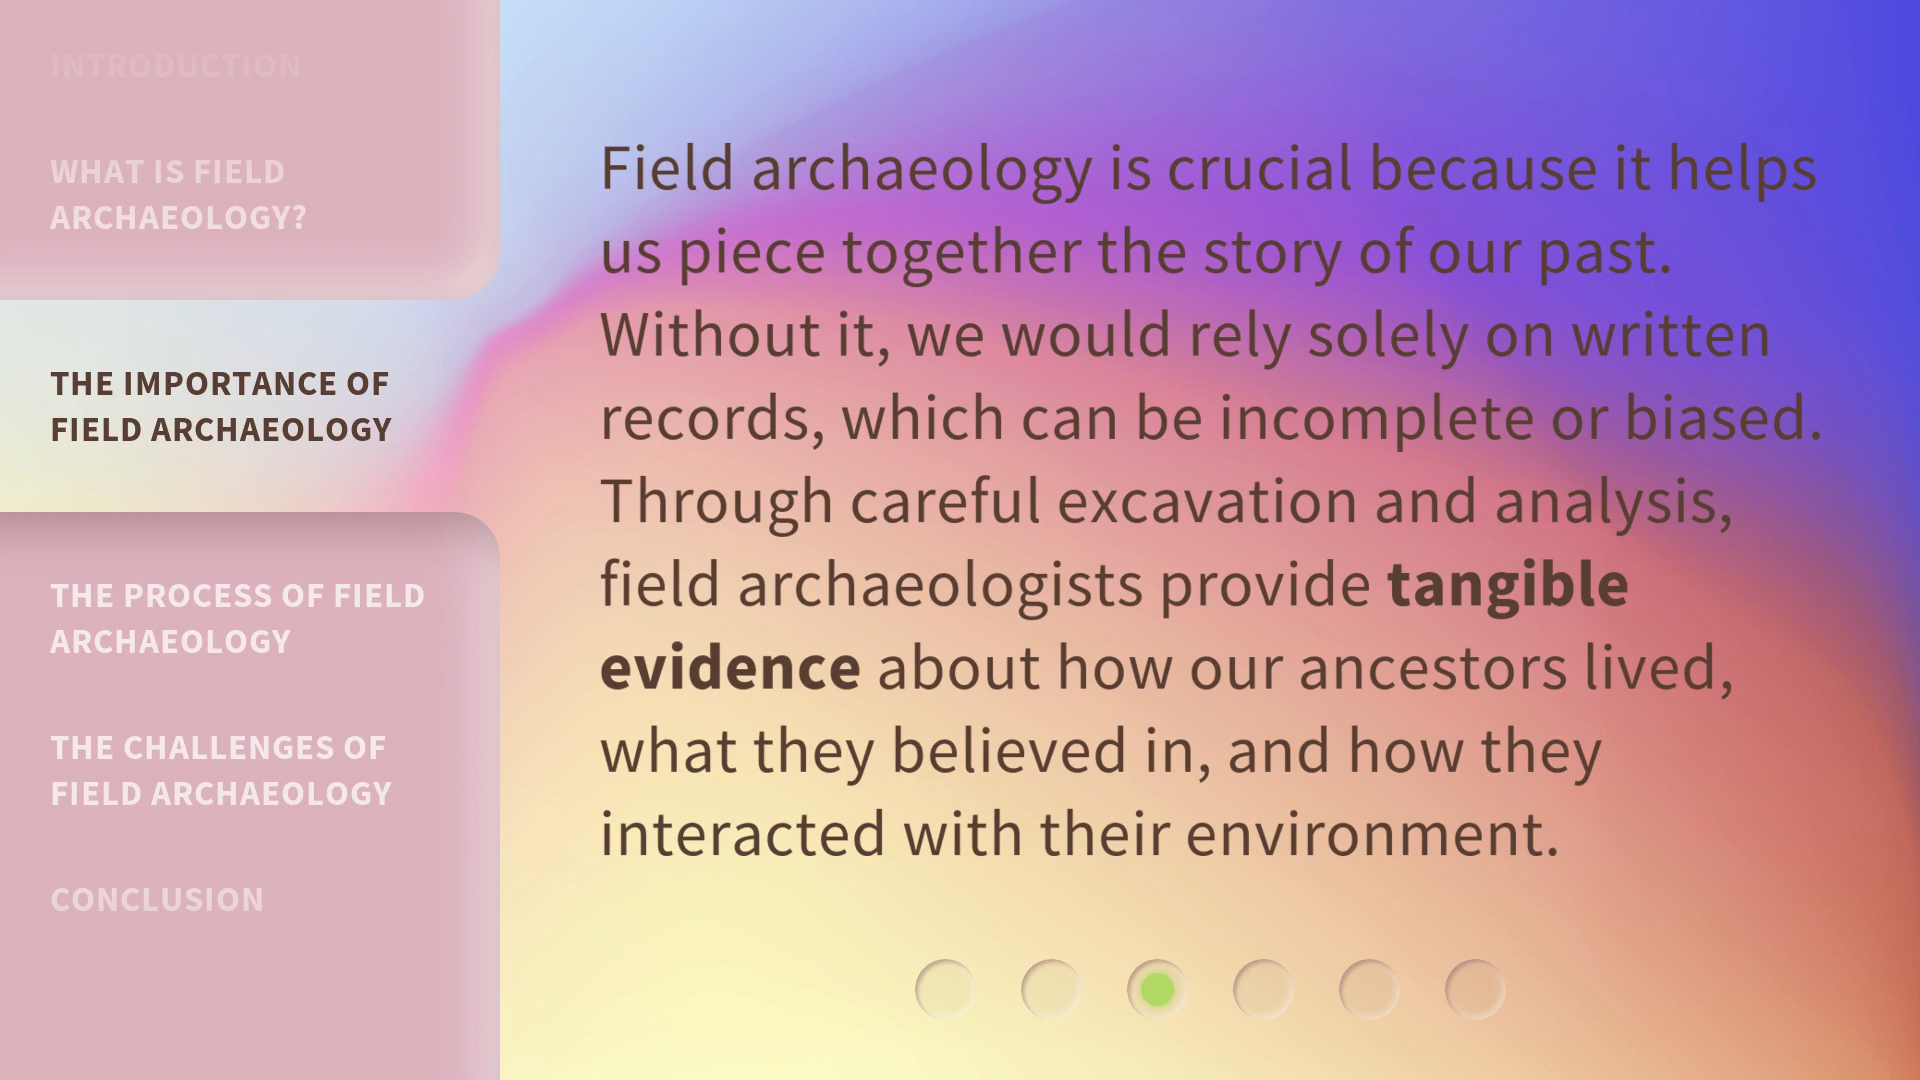 INTRODUCTION
WHAT IS FIELD
ARCHAEOLOGY?
THE IMPORTANCE OF
FIELD ARCHAEOLOGY
THE PROCESS OF FIELD
ARCHAEOLOGY
THE CHALLENGES OF
FIELD ARCHAEOLOGY
CONCLUSION
Field archaeology is crucial because it helps
us piece together the story of our past.
Without it, we would rely solely on written
records, which can be incomplete or biased.
Through careful excavation and analysis,
field archaeologists provide tangible
evidence about how our ancestors lived,
what they believed in, and how they
interacted with their environment.